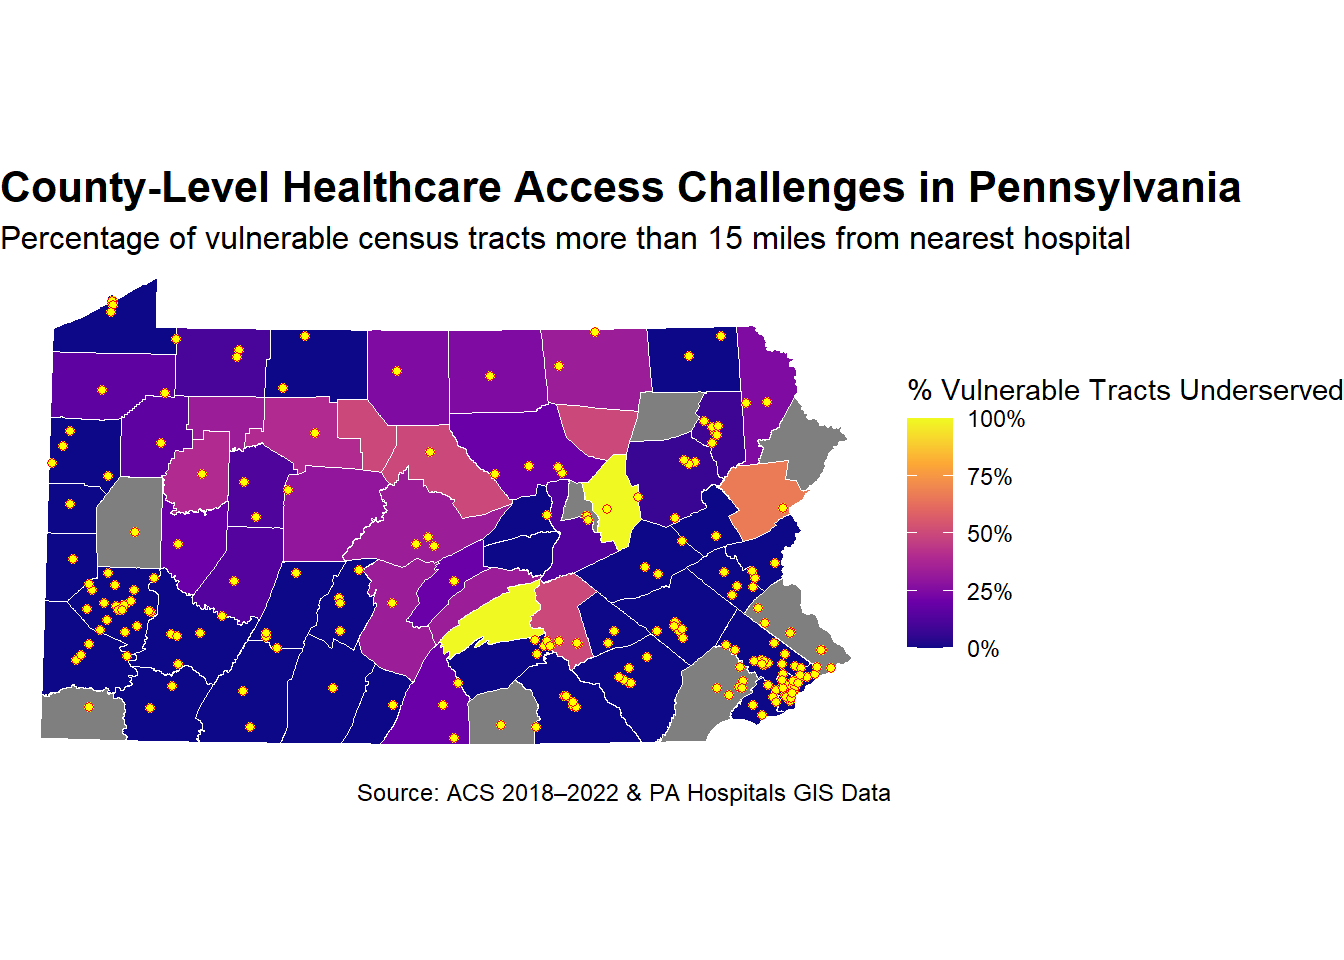 County-Level Healthcare Access Challenges in Pennsylvania
Percentage of vulnerable census tracts more than 15 miles from nearest hospital
% Vulnerable Tracts Underserved
100%
75%
50%
25%
0%
Source: ACS 2018–2022 & PA Hospitals GIS Data